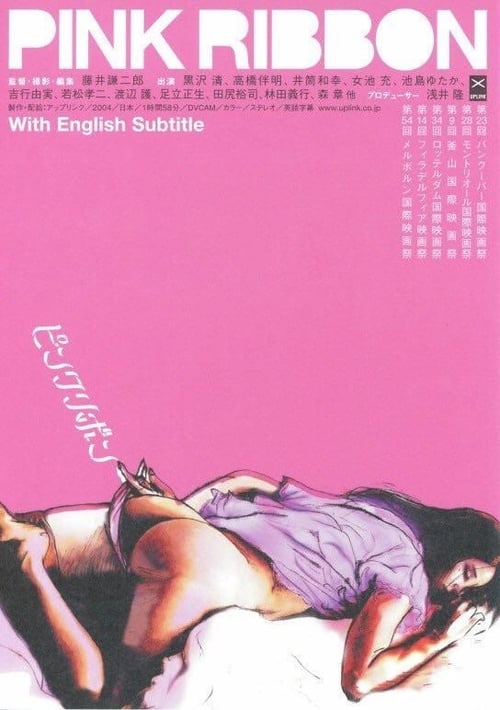 PINK RIBBON
監督・撮影・編集 藤井謙二郎 出演 黒沢 清、高橋伴明、井筒和幸、女池 充、池島ゆたか、
吉行由実、若松孝二、渡辺 護、足立正生、田尻裕司、林田義行、森 章 他 プロデューサー 浅井 隆
製作・配給:アップリンク/2004/日本/1時間58分/DVCAM/カラー/ステレオ/英語字幕 www.uplink.co.jp
UPLINK
With English Subtitle
第23回バンクーバー国際映画祭
第28回モントリオール国際映画祭
第9回釜山国際映画祭
第34回ロッテルダム国際映画祭
第14回フィラデルフィア映画祭
第54回メルボルン国際映画祭
ピンクリボン